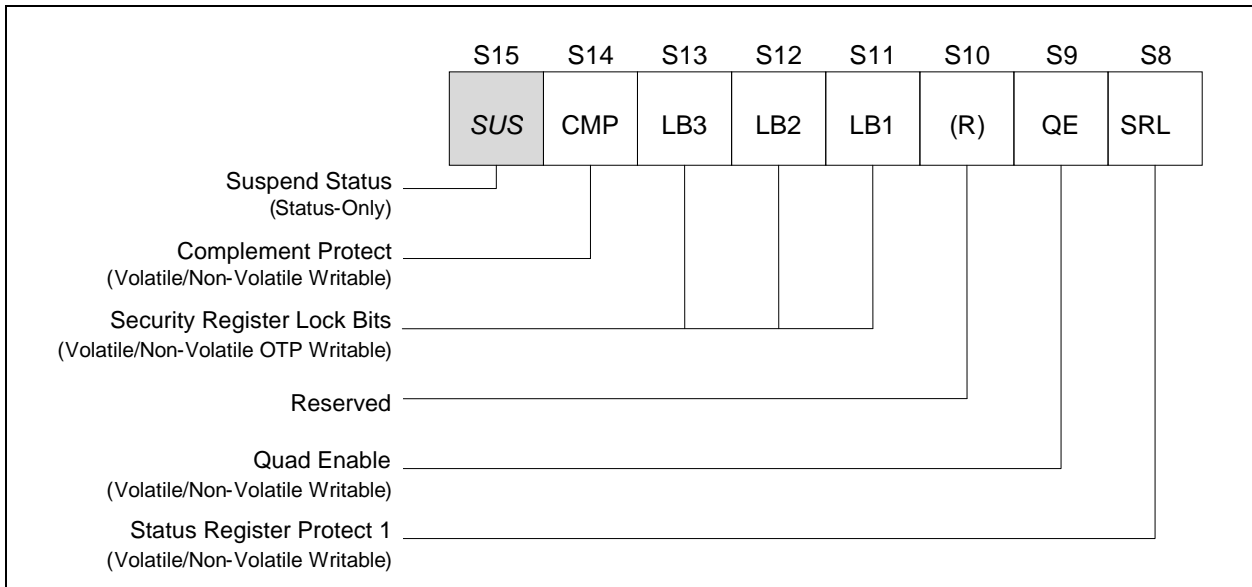 S15 S14 S13 S12 S11 S10 S9 S8
SUS CMP LB3 LB2 LB1 (R) QE SRL
Suspend Status
(Status-Only)
Complement Protect
(Volatile/Non-Volatile Writable)
Security Register Lock Bits
(Volatile/Non-Volatile OTP Writable)
Reserved
Quad Enable
(Volatile/Non-Volatile Writable)
Status Register Protect 1
(Volatile/Non-Volatile Writable)